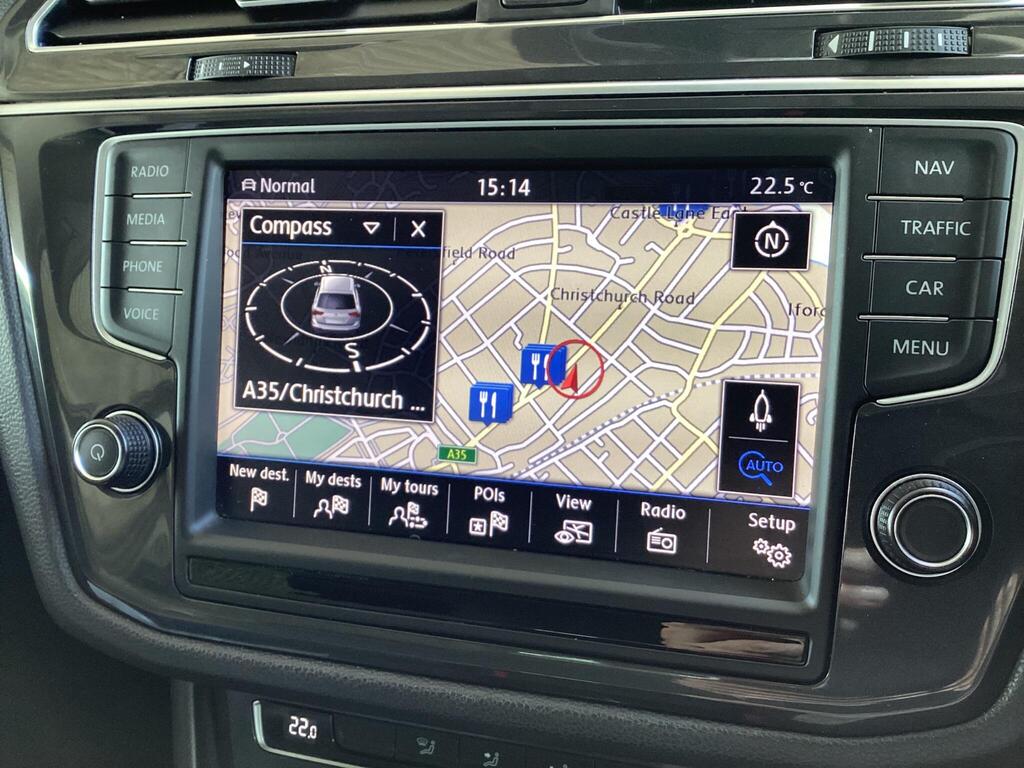 RADIO
MEDIA
PHONE
VOICE
Normal
15:14
22.5 °C
Compass
X
N
S
A35/Christchurch ...
Castle Lane East
field Road
Christchurch Road
Ifor
A35
N
AUTO
New dest.
My dests
My tours
POIs
View
Radio
Setup
NAV
TRAFFIC
CAR
MENU
22.0